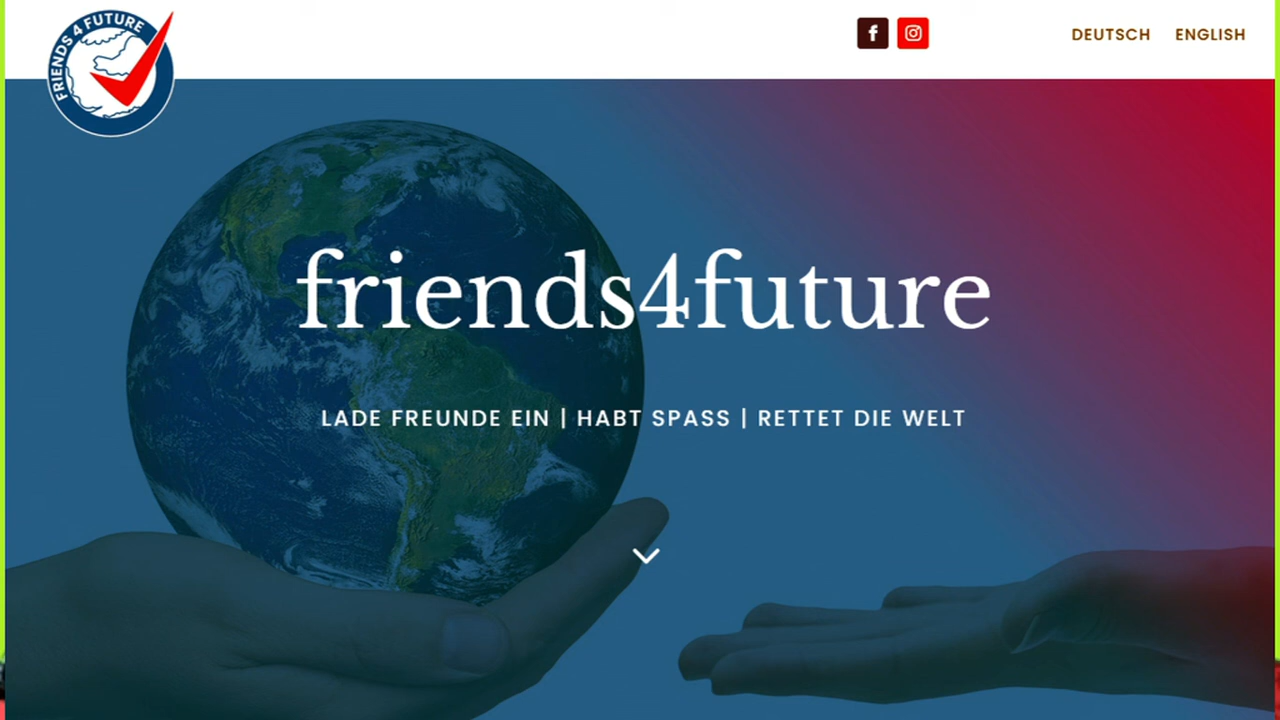 FRIENDS 4 FUTURE
DEUTSCH ENGLISH
friends4future
LADE FREUNDE EIN | HABT SPASS | RETTET DIE WELT